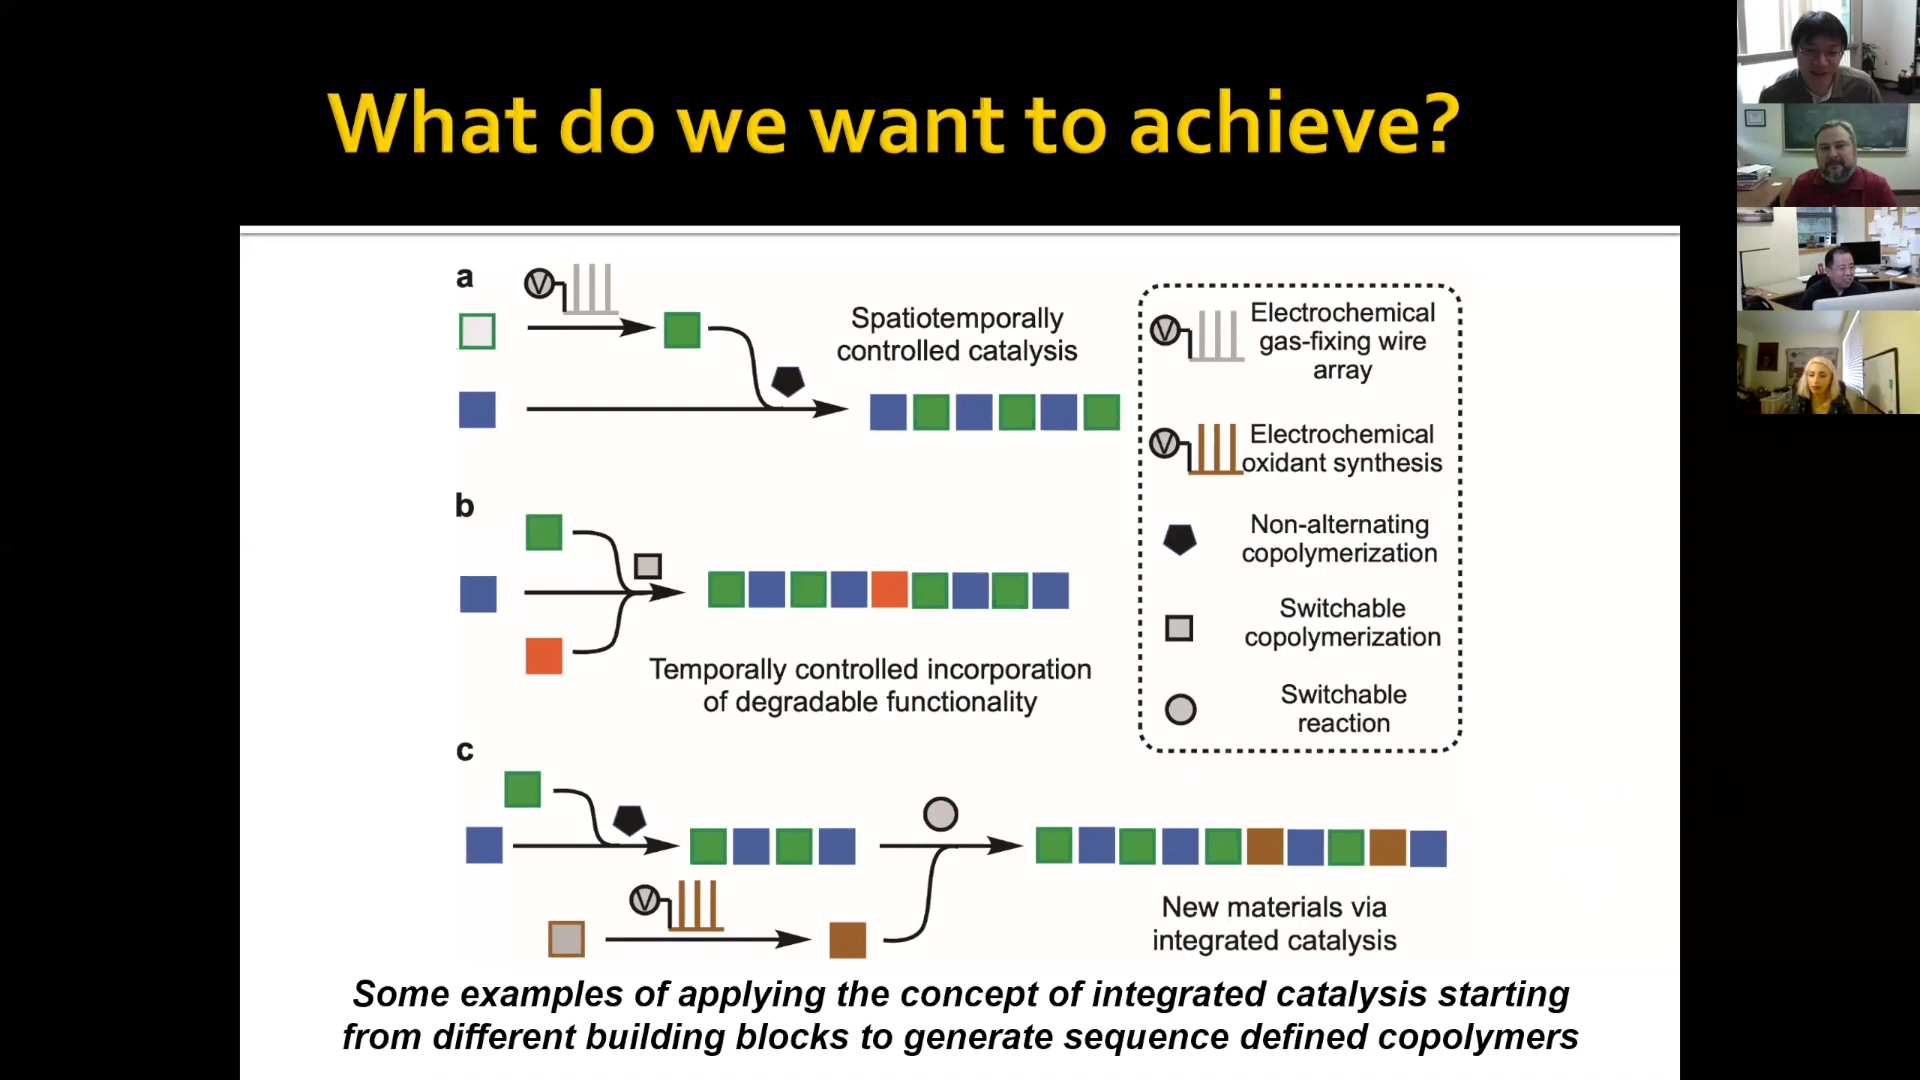 What do we want to achieve?
a
V
Spatiotemporally
controlled catalysis
b
Temporally controlled incorporation
of degradable functionality
c
V
New materials via
integrated catalysis
V
Electrochemical
gas-fixing wire
array
V
Electrochemical
oxidant synthesis
Non-alternating
copolymerization
Switchable
copolymerization
Switchable
reaction
Some examples of applying the concept of integrated catalysis starting
from different building blocks to generate sequence defined copolymers